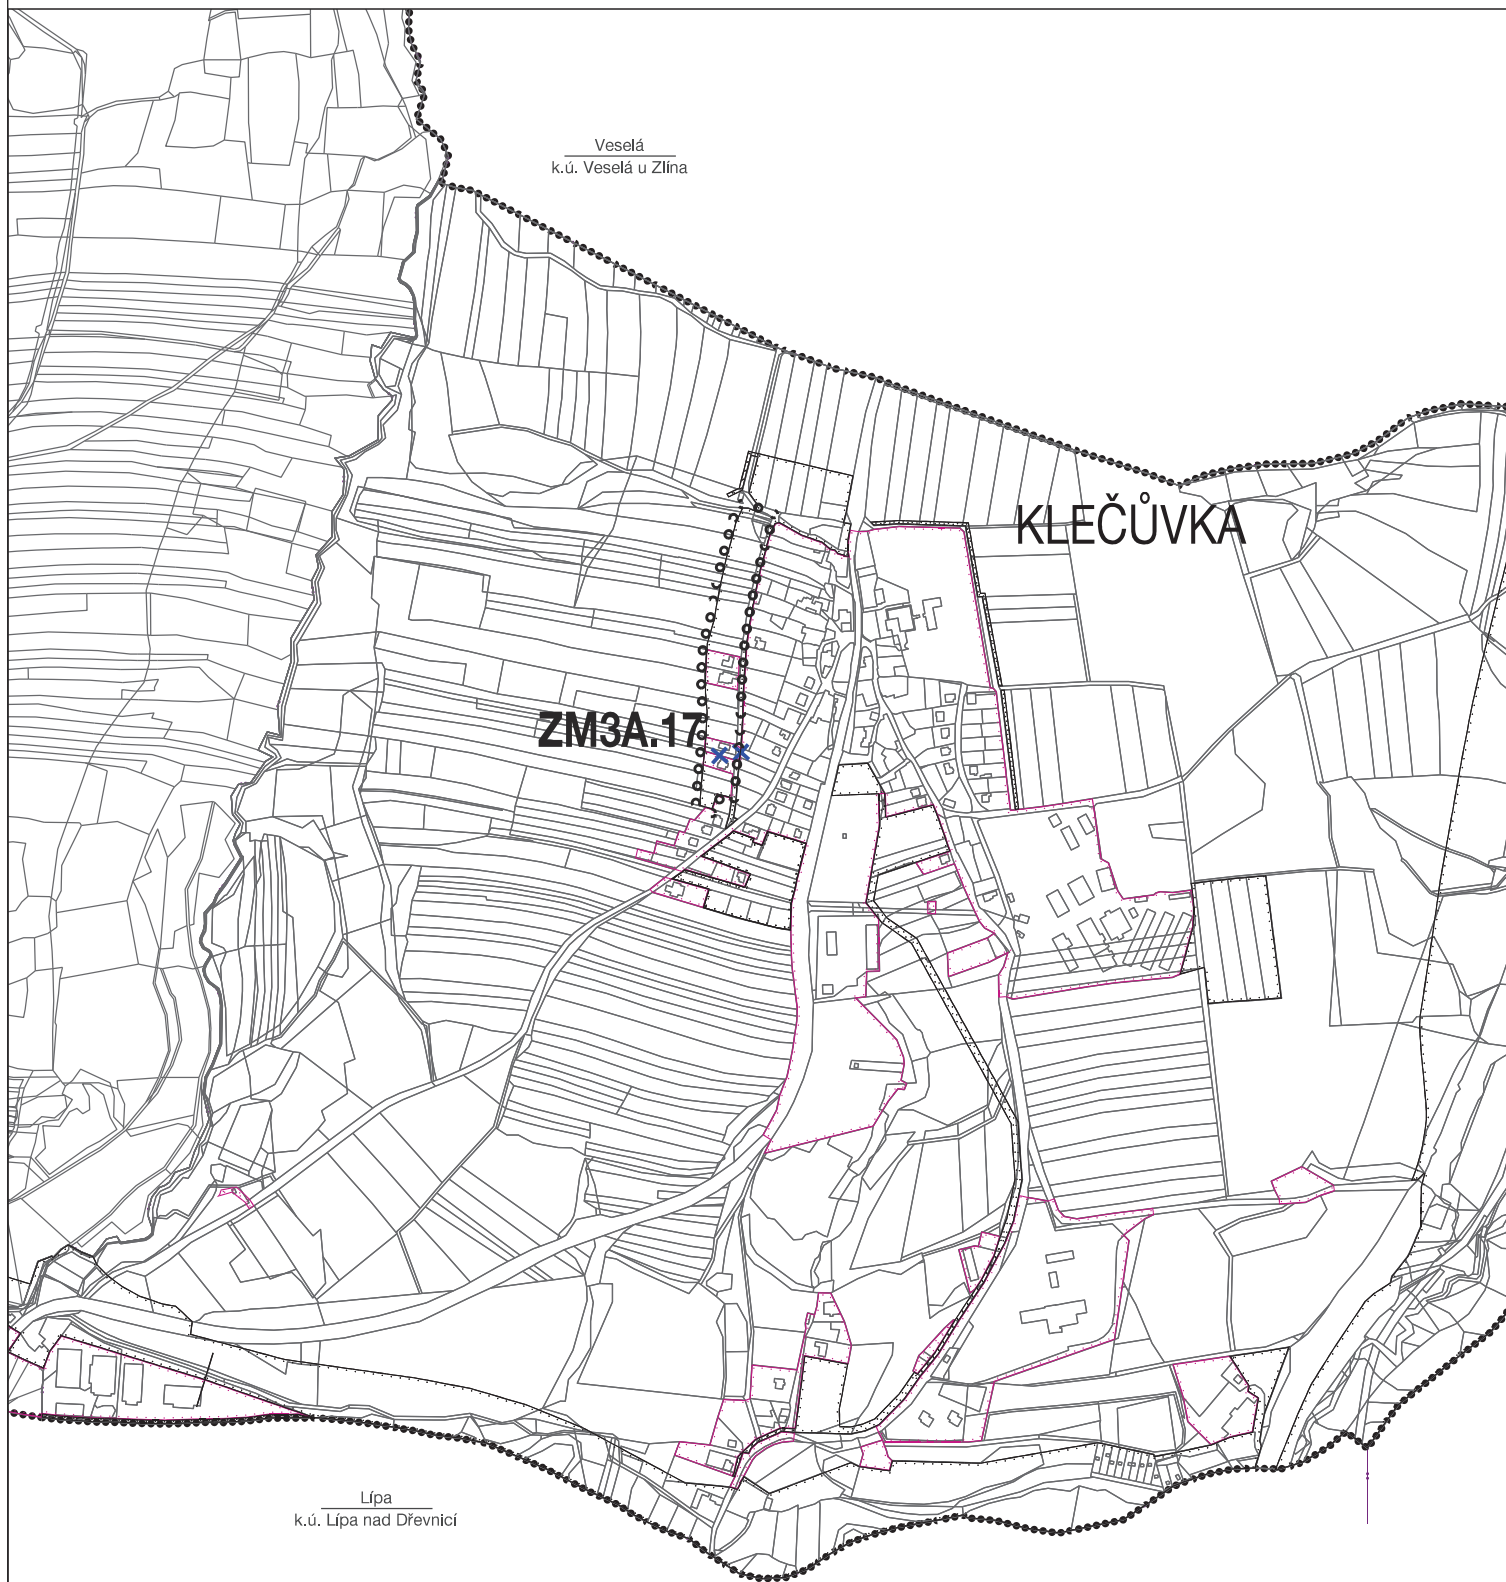 Veselá
k.ú. Veselá u Zlína
KLEČŮVKA
ZM3A.17
Lípa
k.ú. Lípa nad Dřevnicí